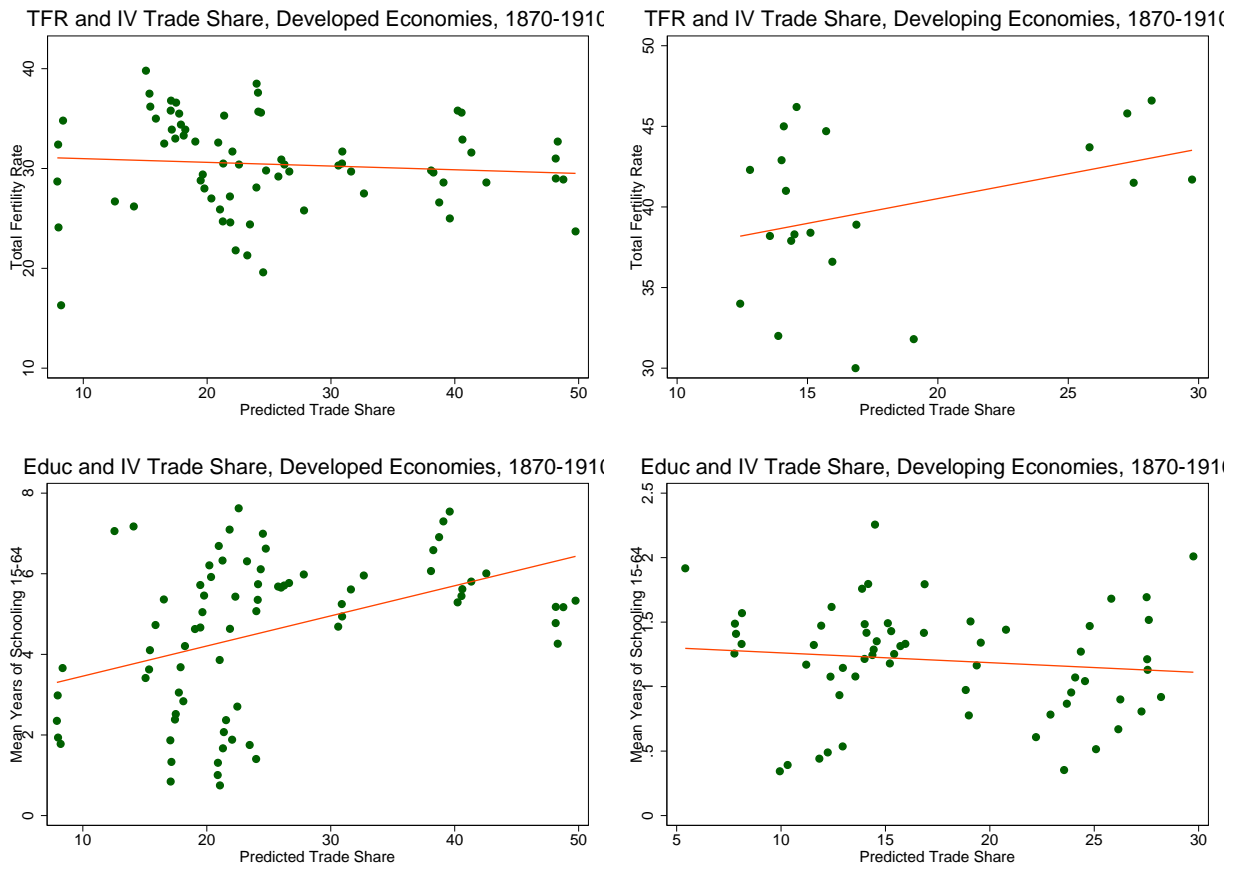 TFR and IV Trade Share, Developed Economies, 1870-1910
Total Fertility Rate
40
30
20
10
10 20 30 40 50
Predicted Trade Share
TFR and IV Trade Share, Developing Economies, 1870-1910
Total Fertility Rate
50
45
40
35
30
10 15 20 25 30
Predicted Trade Share
Educ and IV Trade Share, Developed Economies, 1870-1910
Mean Years of Schooling 15-64
8
6
4
2
0
10 20 30 40 50
Predicted Trade Share
Educ and IV Trade Share, Developing Economies, 1870-1910
Mean Years of Schooling 15-64
2.5
2
1.5
1
.5
0
5 10 15 20 25 30
Predicted Trade Share